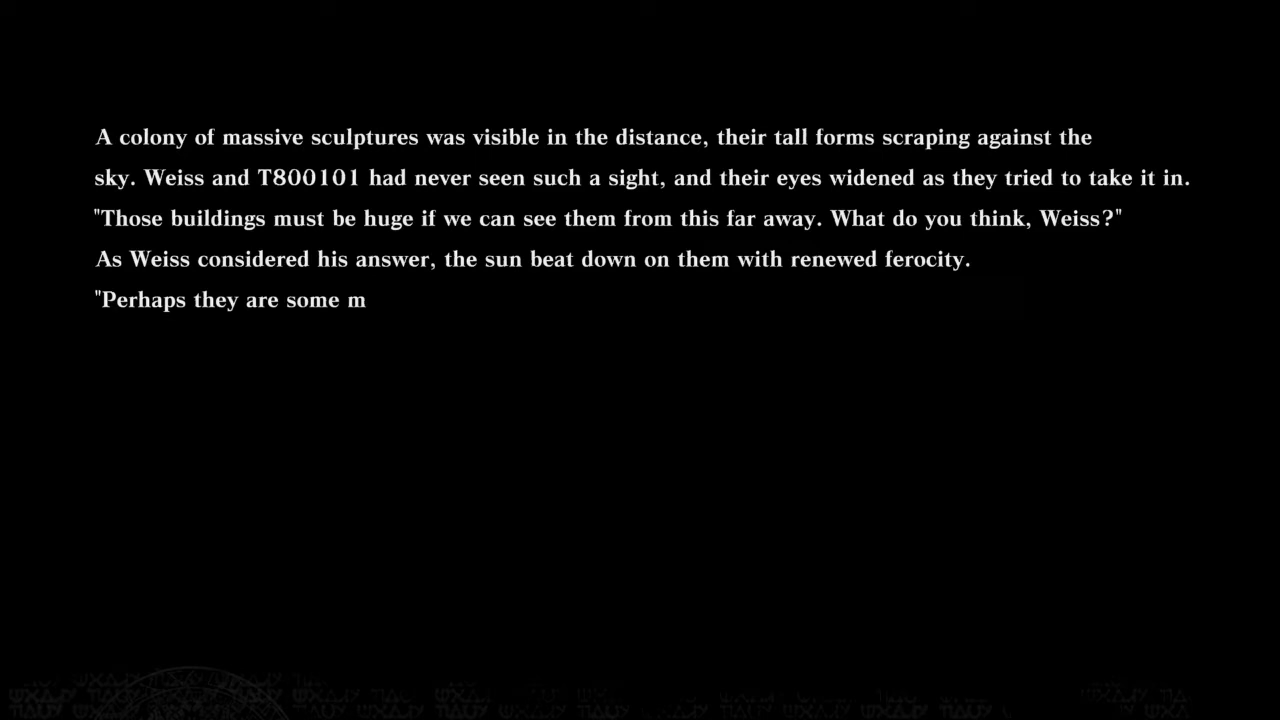 A colony of massive sculptures was visible in the distance, their tall forms scraping against the
sky. Weiss and T800101 had never seen such a sight, and their eyes widened as they tried to take it in.
"Those buildings must be huge if we can see them from this far away. What do you think, Weiss?"
As Weiss considered his answer, the sun beat down on them with renewed ferocity.
"Perhaps they are some m